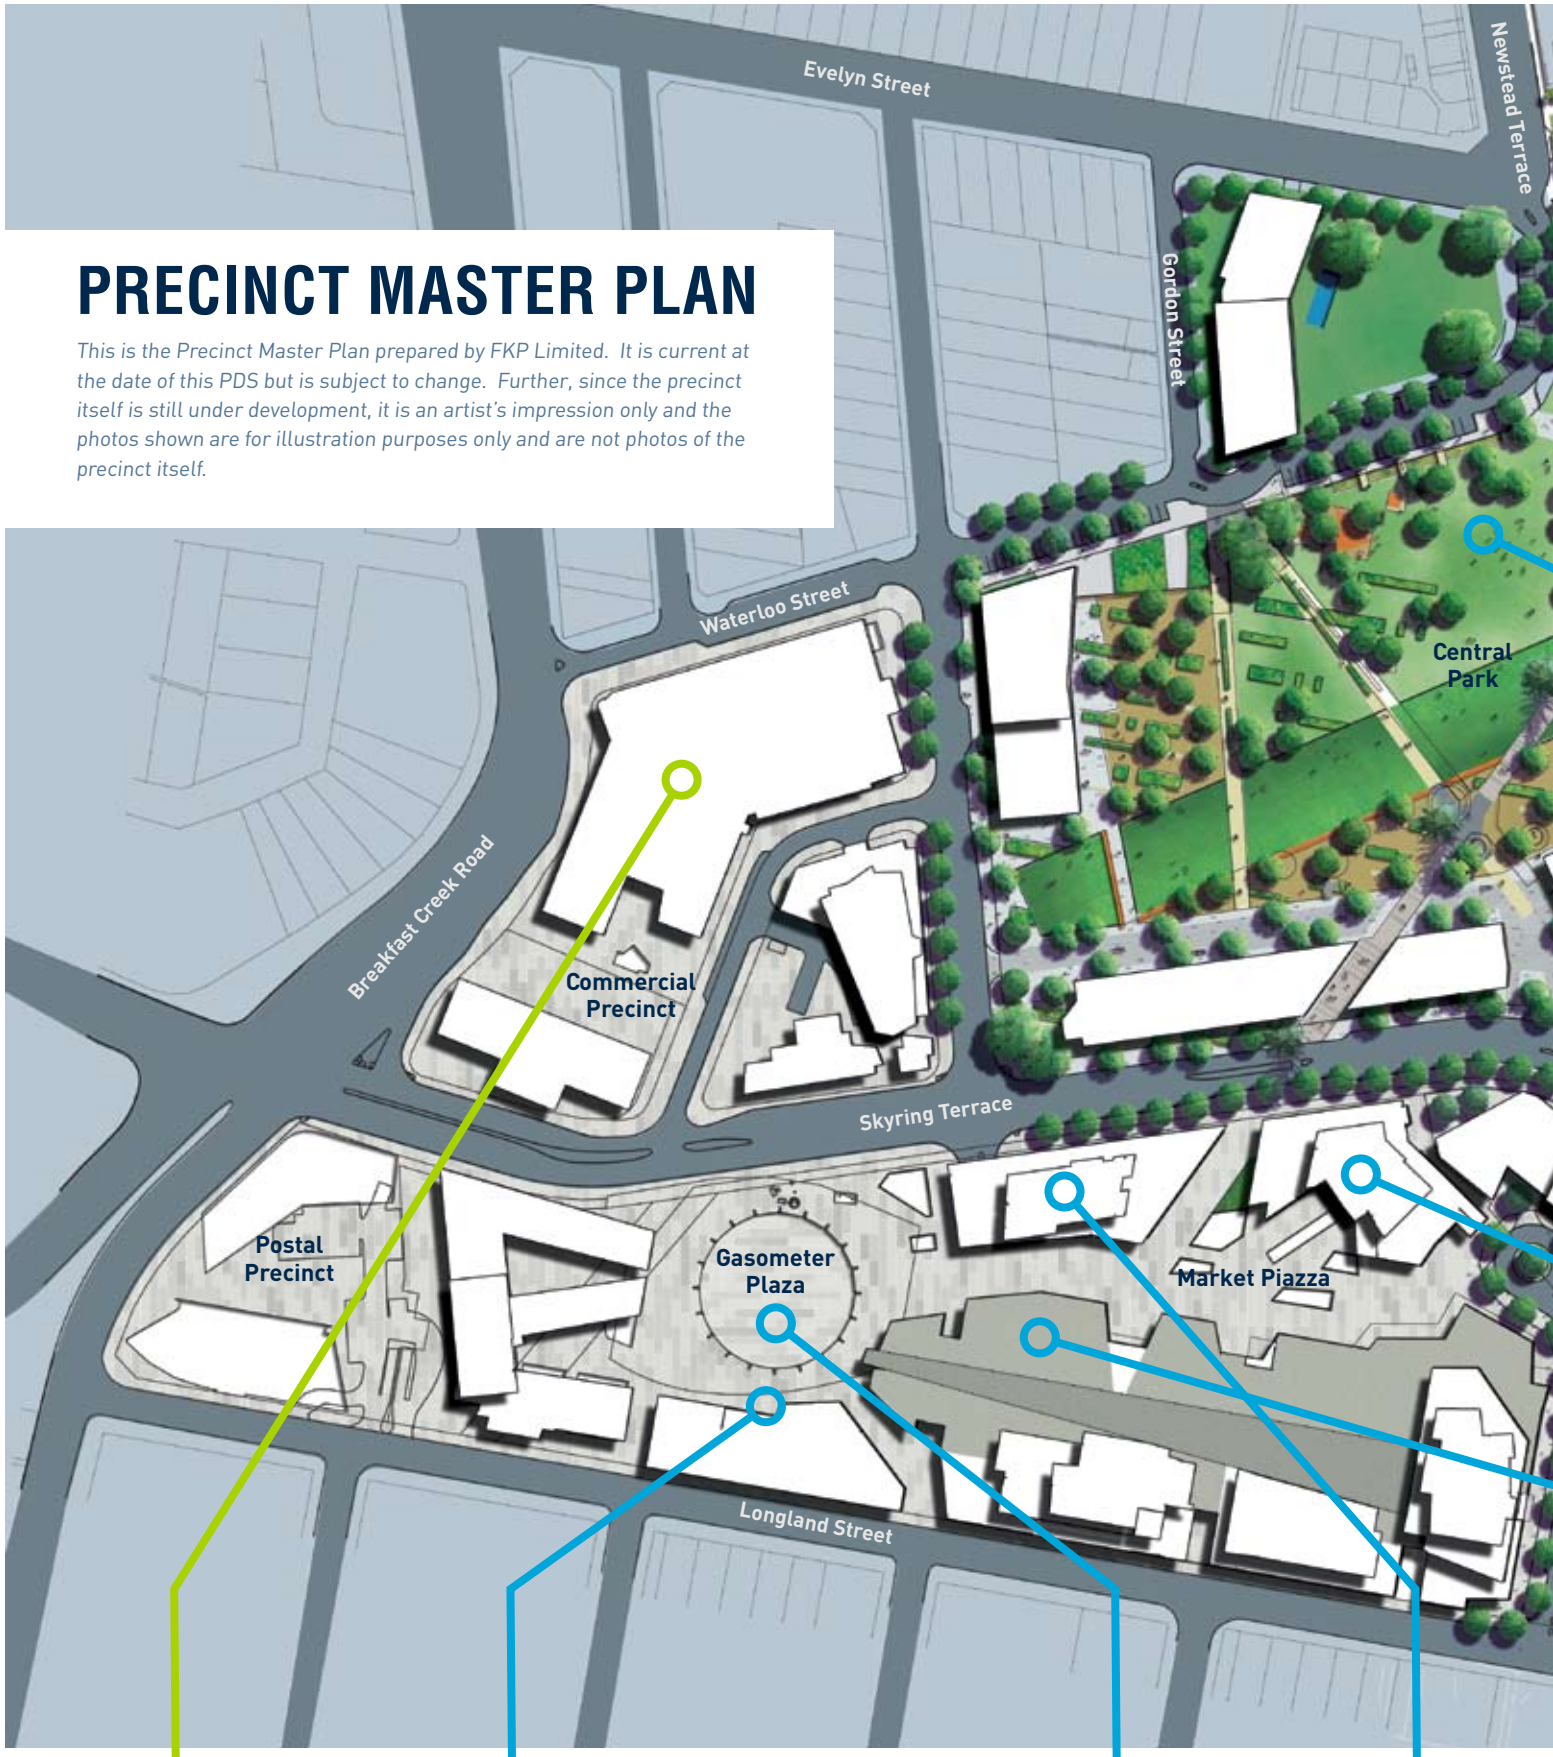 Evelyn Street
Newstead Terrace
PRECINCT MASTER PLAN
This is the Precinct Master Plan prepared by FKP Limited.  It is current at
the date of this PDS but is subject to change.  Further, since the precinct
itself is still under development, it is an artist's impression only and the
photos shown are for illustration purposes only and are not photos of the
precinct itself.
Gordon Street
Waterloo Street
Central
Park
Breakfast Creek Road
Commercial
Precinct
Skyring Terrace
Postal
Precinct
Gasometer
Plaza
Market Piazza
Longland Street